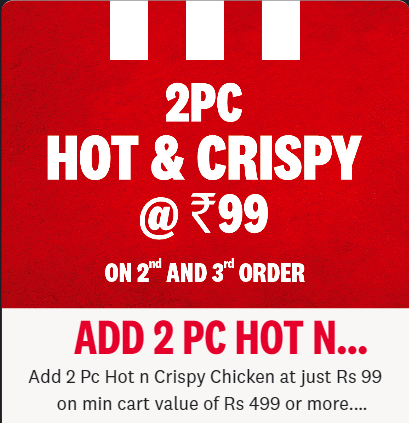 2PC
HOT & CRISPY
@ ₹99
ON 2nd AND 3rd ORDER
ADD 2 PC HOT N...
Add 2 Pc Hot n Crispy Chicken at just Rs 99
on min cart value of Rs 499 or more....